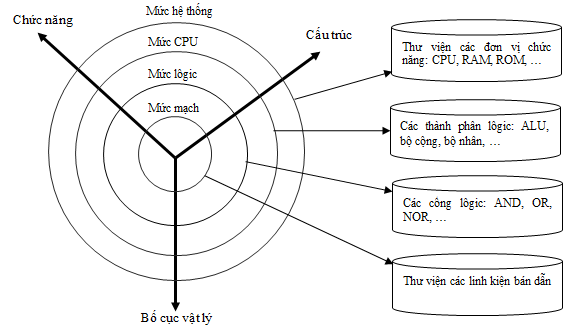 Mức hệ thống
Chức năng
Mức CPU
Cấu trúc
Mức lôgic
Mức mạch
Thư viện các đơn vị chức
năng: CPU, RAM, ROM, …
Các thành phân lôgic: ALU,
bộ cộng, bộ nhân, …
Các công lôgic: AND, OR,
NOR, …
Thư viện các linh kiện bán dẫn
Bố cục vật lý